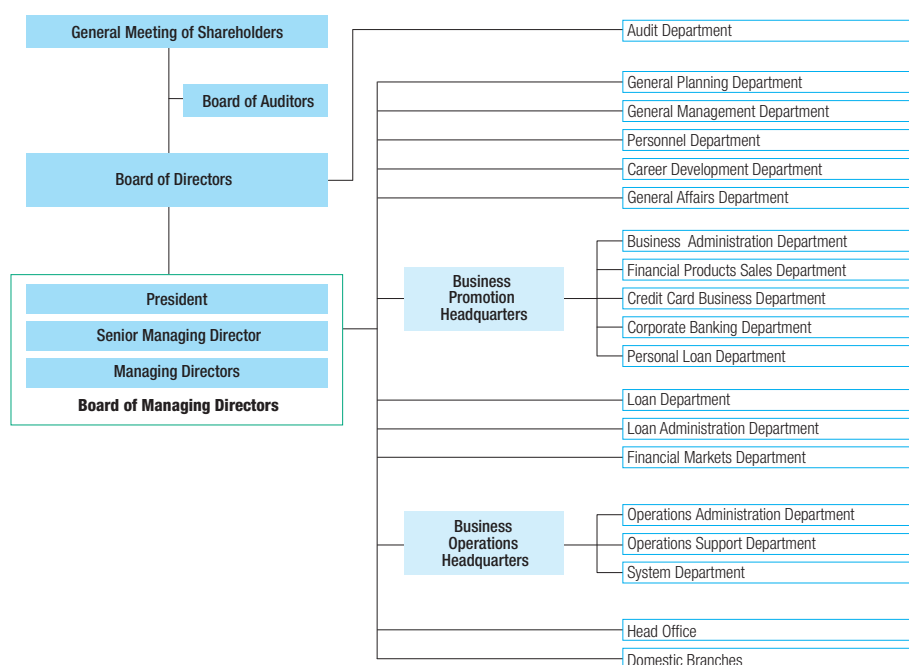 General Meeting of Shareholders
Board of Auditors
Board of Directors
President
Senior Managing Director
Managing Directors
Board of Managing Directors
Business
Promotion
Headquarters
Business
Operations
Headquarters
Audit Department
General Planning Department
General Management Department
Personnel Department
Career Development Department
General Affairs Department
Business Administration Department
Financial Products Sales Department
Credit Card Business Department
Corporate Banking Department
Personal Loan Department
Loan Department
Loan Administration Department
Financial Markets Department
Operations Administration Department
Operations Support Department
System Department
Head Office
Domestic Branches